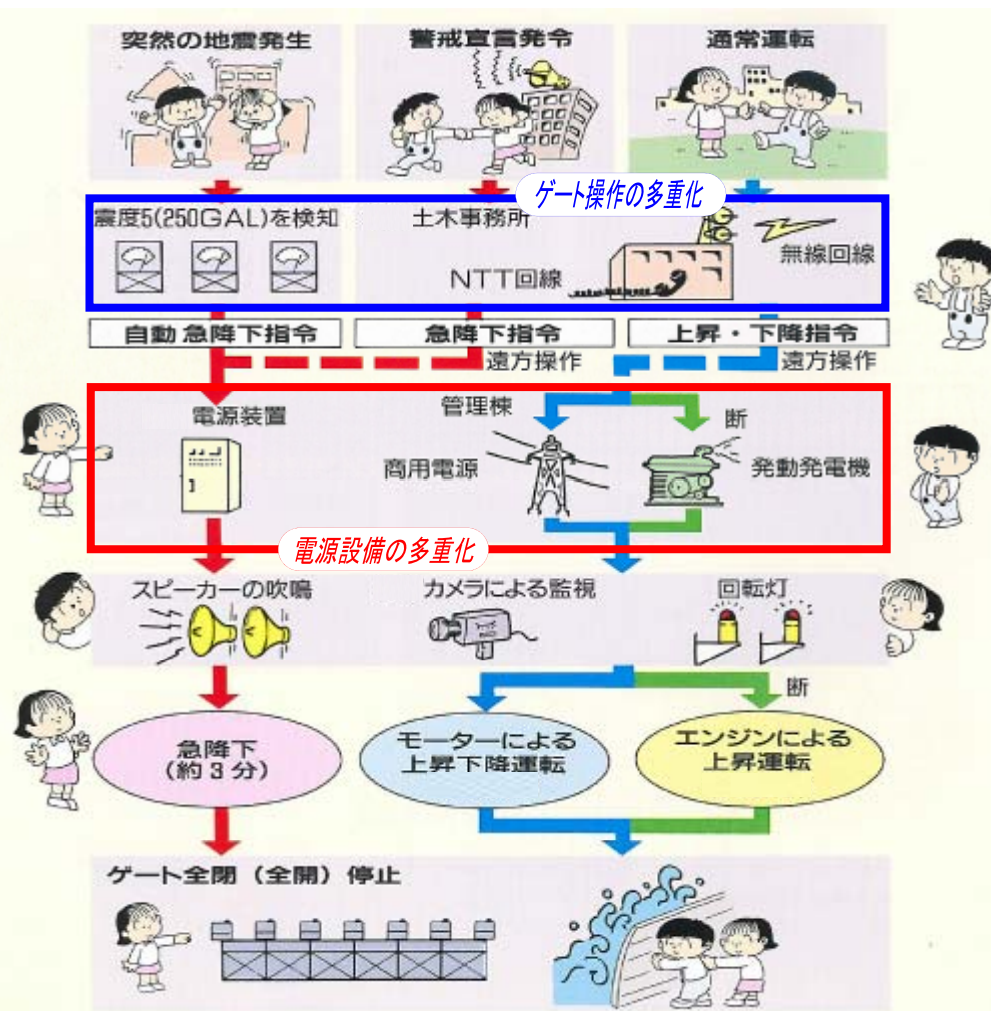 突然の地震発生
警戒宣言発令
通常運転
ゲート操作の多重化
震度5(250GAL)を検知
土木事務所
NTT回線
無線回線
自動急降下指令
急降下指令
上昇・下降指令
遠方操作
遠方操作
電源装置
管理棟
断
商用電源
発動発電機
電源設備の多重化
スピーカーの吹鳴
カメラによる監視
回転灯
断
急降下
(約3分)
モーターによる
上昇下降運転
エンジンによる
上昇運転
ゲート全閉(全開)停止